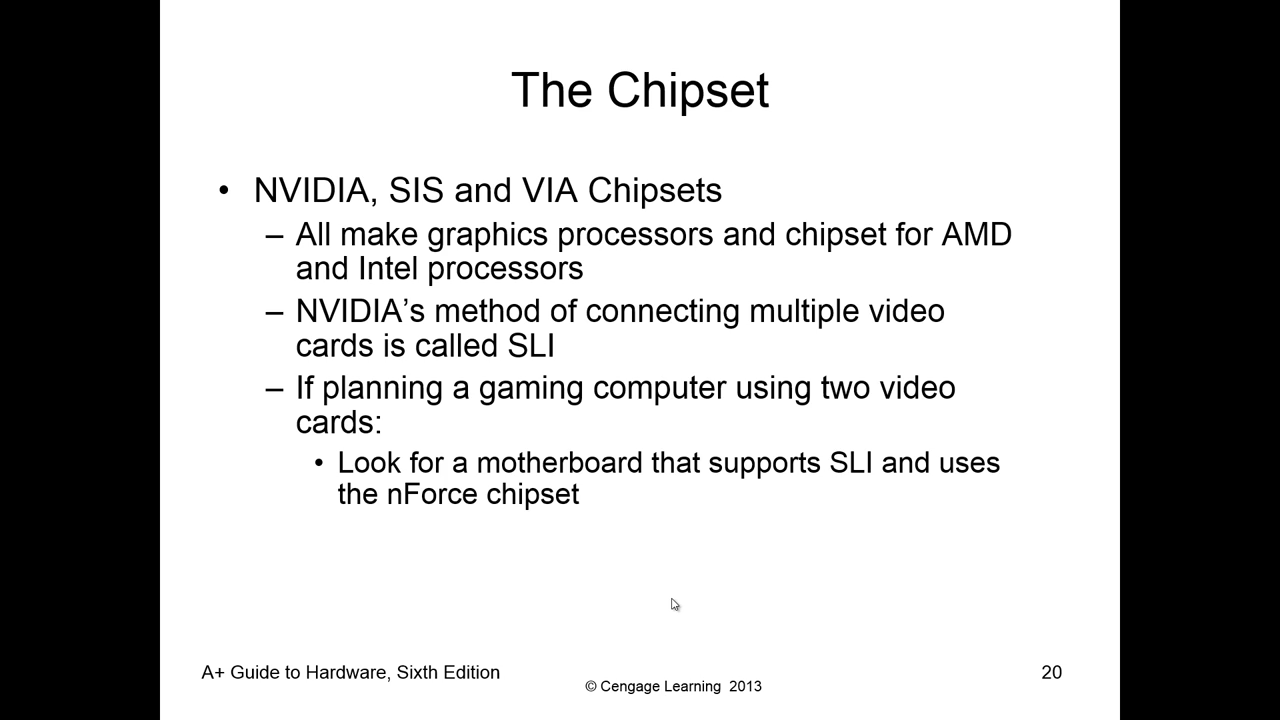 The Chipset
• NVIDIA, SIS and VIA Chipsets
– All make graphics processors and chipset for AMD
and Intel processors
– NVIDIA’s method of connecting multiple video
cards is called SLI
– If planning a gaming computer using two video
cards:
• Look for a motherboard that supports SLI and uses
the nForce chipset
A+ Guide to Hardware, Sixth Edition
© Cengage Learning 2013
20